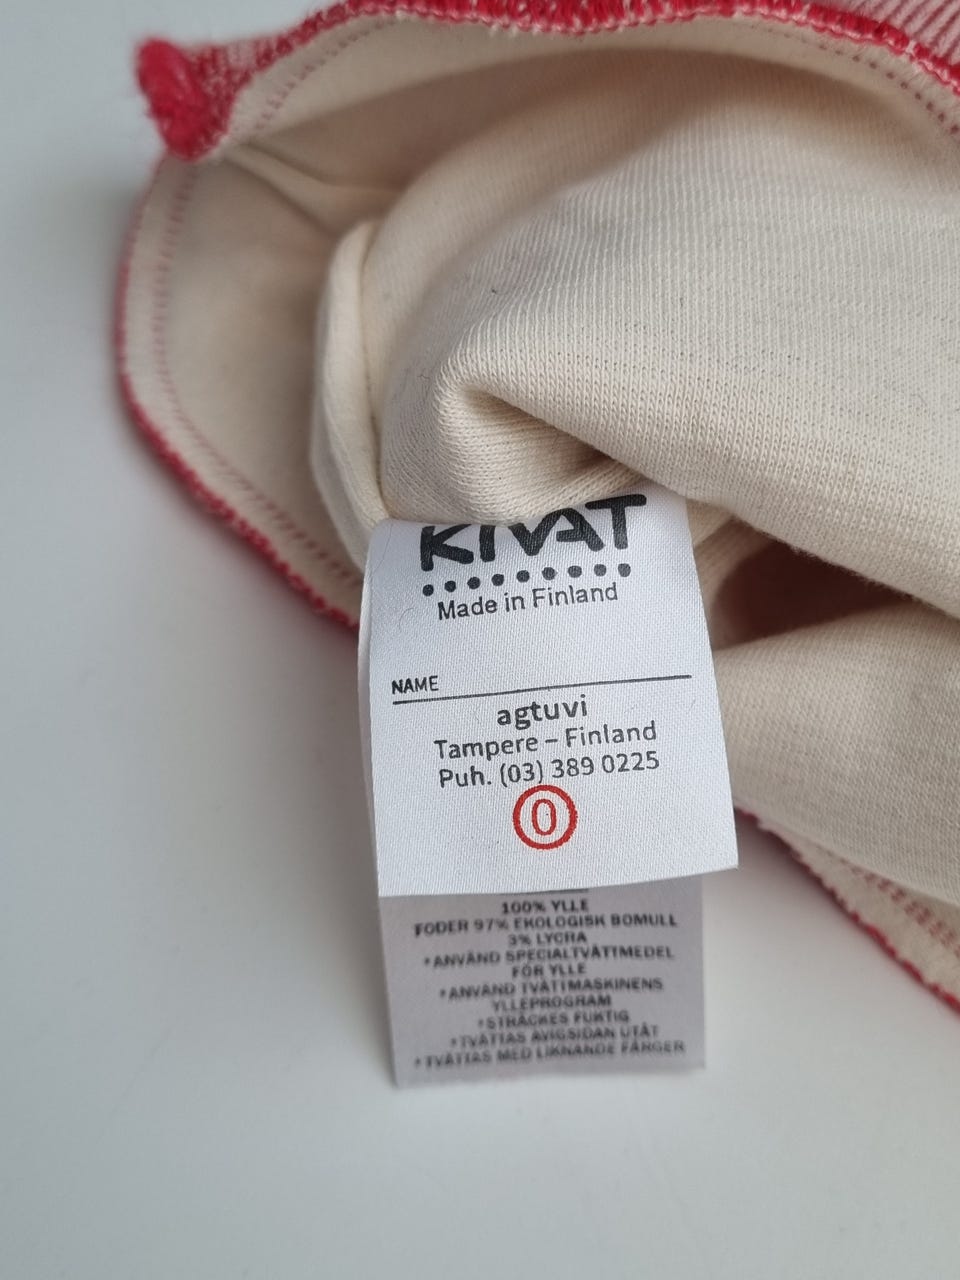 KIVAT
Made in Finland
NAME
agtuvi
Tampere – Finland
Puh. (03) 389 0225
0
100% YLLE
FODER 97% EKOLOGISK BOMULL
3% LYCRA
*ANVÄND SPECIALTVÄTTMEDEL
FÖR YLLE
*ANVÄND TVÄTTMASKINENS
YLLEPROGRAM
*STRÄCKES FUKTIG
*TVÄTTAS AVIGSIDAN UTÅT
*TVÄTTAS MED LIKNANDE FÄRGER